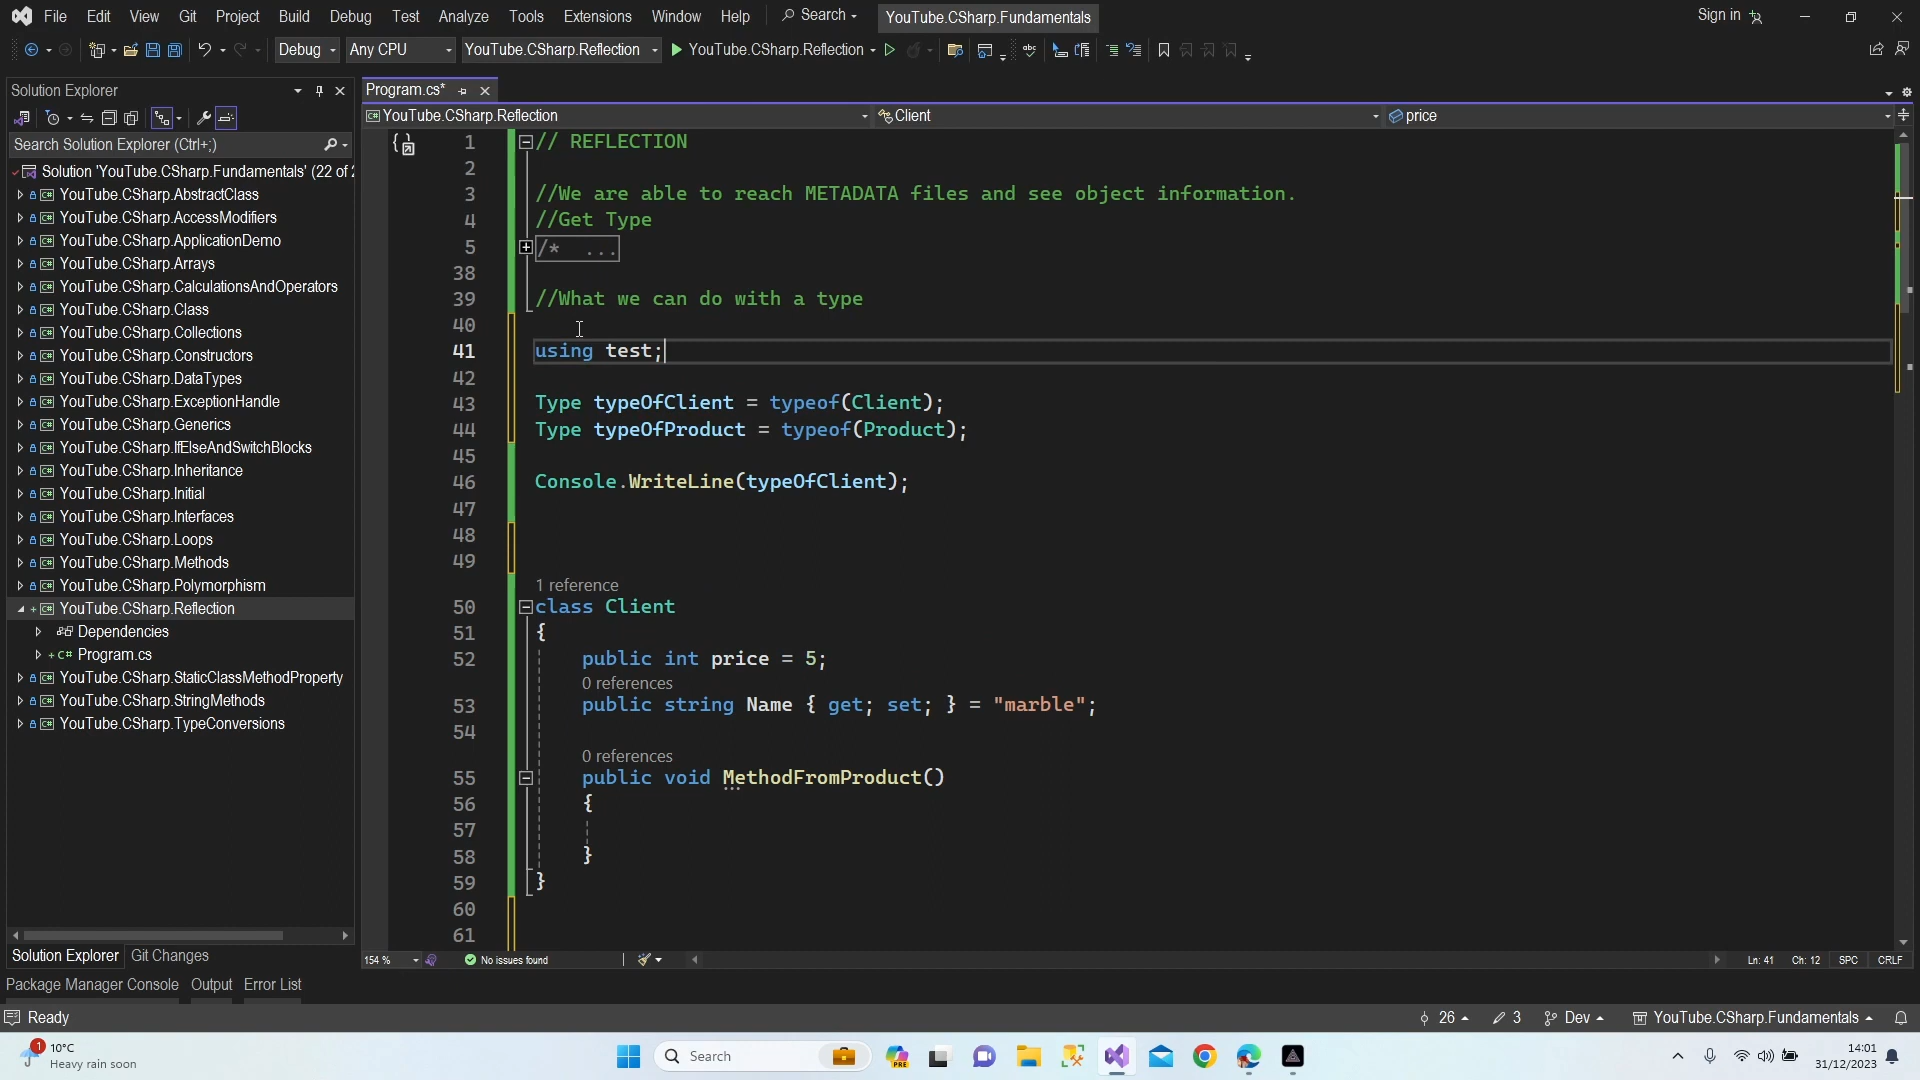 File Edit View Git Project Build Debug Test Analyze Tools Extensions Window Help Search YouTube.CSharp.Fundamentals Sign in
Debug Any CPU YouTube.CSharp.Reflection YouTube.CSharp.Reflection
Solution Explorer
Search Solution Explorer (Ctrl+;)
Solution 'YouTube.CSharp.Fundamentals' (22 of
YouTube.CSharp.AbstractClass
YouTube.CSharp.AccessModifiers
YouTube.CSharp.ApplicationDemo
YouTube.CSharp.Arrays
YouTube.CSharp.CalculationsAndOperators
YouTube.CSharp.Class
YouTube.CSharp.Collections
YouTube.CSharp.Constructors
YouTube.CSharp.DataTypes
YouTube.CSharp.ExceptionHandle
YouTube.CSharp.Generics
YouTube.CSharp.IfElseAndSwitchBlocks
YouTube.CSharp.Inheritance
YouTube.CSharp.Initial
YouTube.CSharp.Interfaces
YouTube.CSharp.Loops
YouTube.CSharp.Methods
YouTube.CSharp.Polymorphism
YouTube.CSharp.Reflection
Dependencies
C# Program.cs
YouTube.CSharp.StaticClassMethodProperty
YouTube.CSharp.StringMethods
YouTube.CSharp.TypeConversions
Solution Explorer Git Changes
Program.cs*
YouTube.CSharp.Reflection Client price
1 // REFLECTION
2
3 //We are able to reach METADATA files and see object information.
4 //Get Type
5 /* ...
38
39 //What we can do with a type
40
41 using test;
42
43 Type typeOfClient = typeof(Client);
44 Type typeOfProduct = typeof(Product);
45
46 Console.WriteLine(typeOfClient);
47
48
49
1 reference
50 class Client
51 {
52 public int price = 5;
0 references
53 public string Name { get; set; } = "marble";
54
0 references
55 public void MethodFromProduct()
56 {
57
58 }
59 }
60
61
154 % No issues found Ln: 41 Ch: 12 SPC CRLF
Package Manager Console Output Error List
Ready 26 3 Dev YouTube.CSharp.Fundamentals
1 10°C
Heavy rain soon
Search
PRE
14:01
31/12/2023